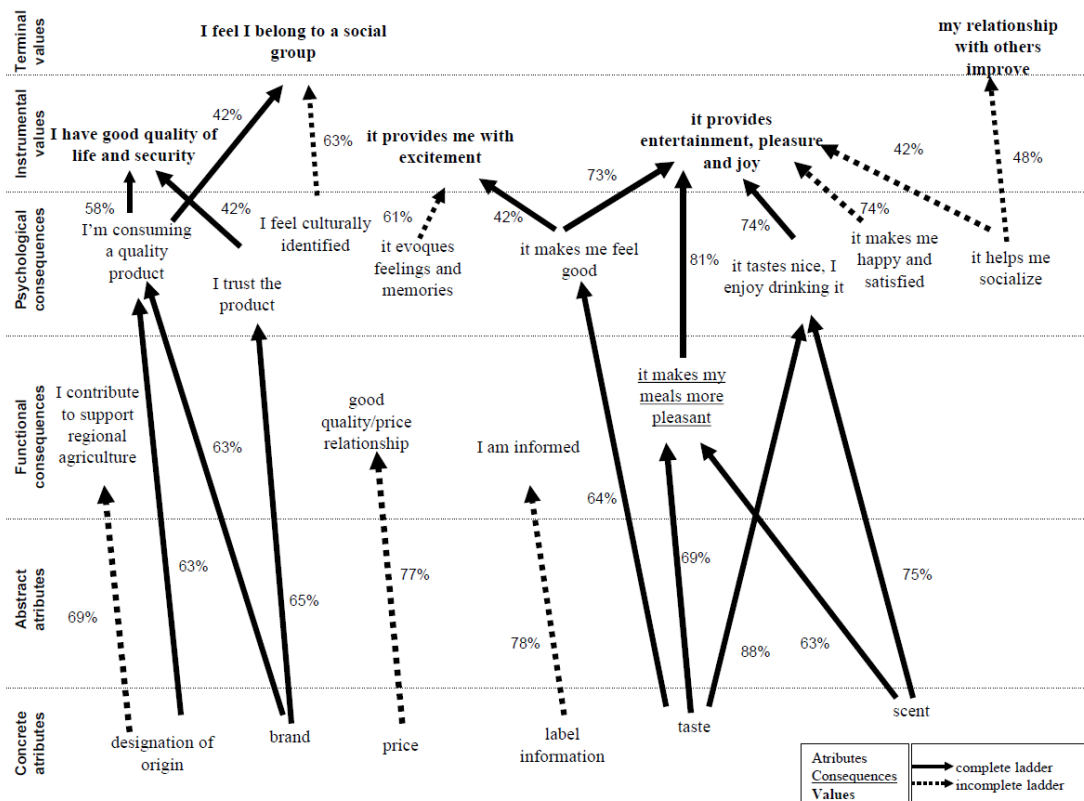 Terminal
values
I feel I belong to a social
group
my relationship
with others
improve
Instrumental
values
I have good quality of
life and security
42%
63%
it provides me with
excitement
it provides
entertainment, pleasure
and joy
73%
42%
48%
Psychological
consequences
58%
I'm consuming
a quality
product
42%
I trust the
product
I feel culturally
identified
61%
it evoques
feelings and
memories
42%
it makes me feel
good
81%
74%
it tastes nice, I
enjoy drinking it
74%
it makes me
happy and
satisfied
it helps me
socialize
Functional
consequences
I contribute
to support
regional
agriculture
63%
good
quality/price
relationship
I am informed
64%
it makes my
meals more
pleasant
Abstract
atributes
69%
63%
65%
77%
78%
69%
88%
63%
75%
Concrete
atributes
designation of
origin
brand
price
label
information
taste
scent
Atributes
Consequences
Values
complete ladder
incomplete ladder